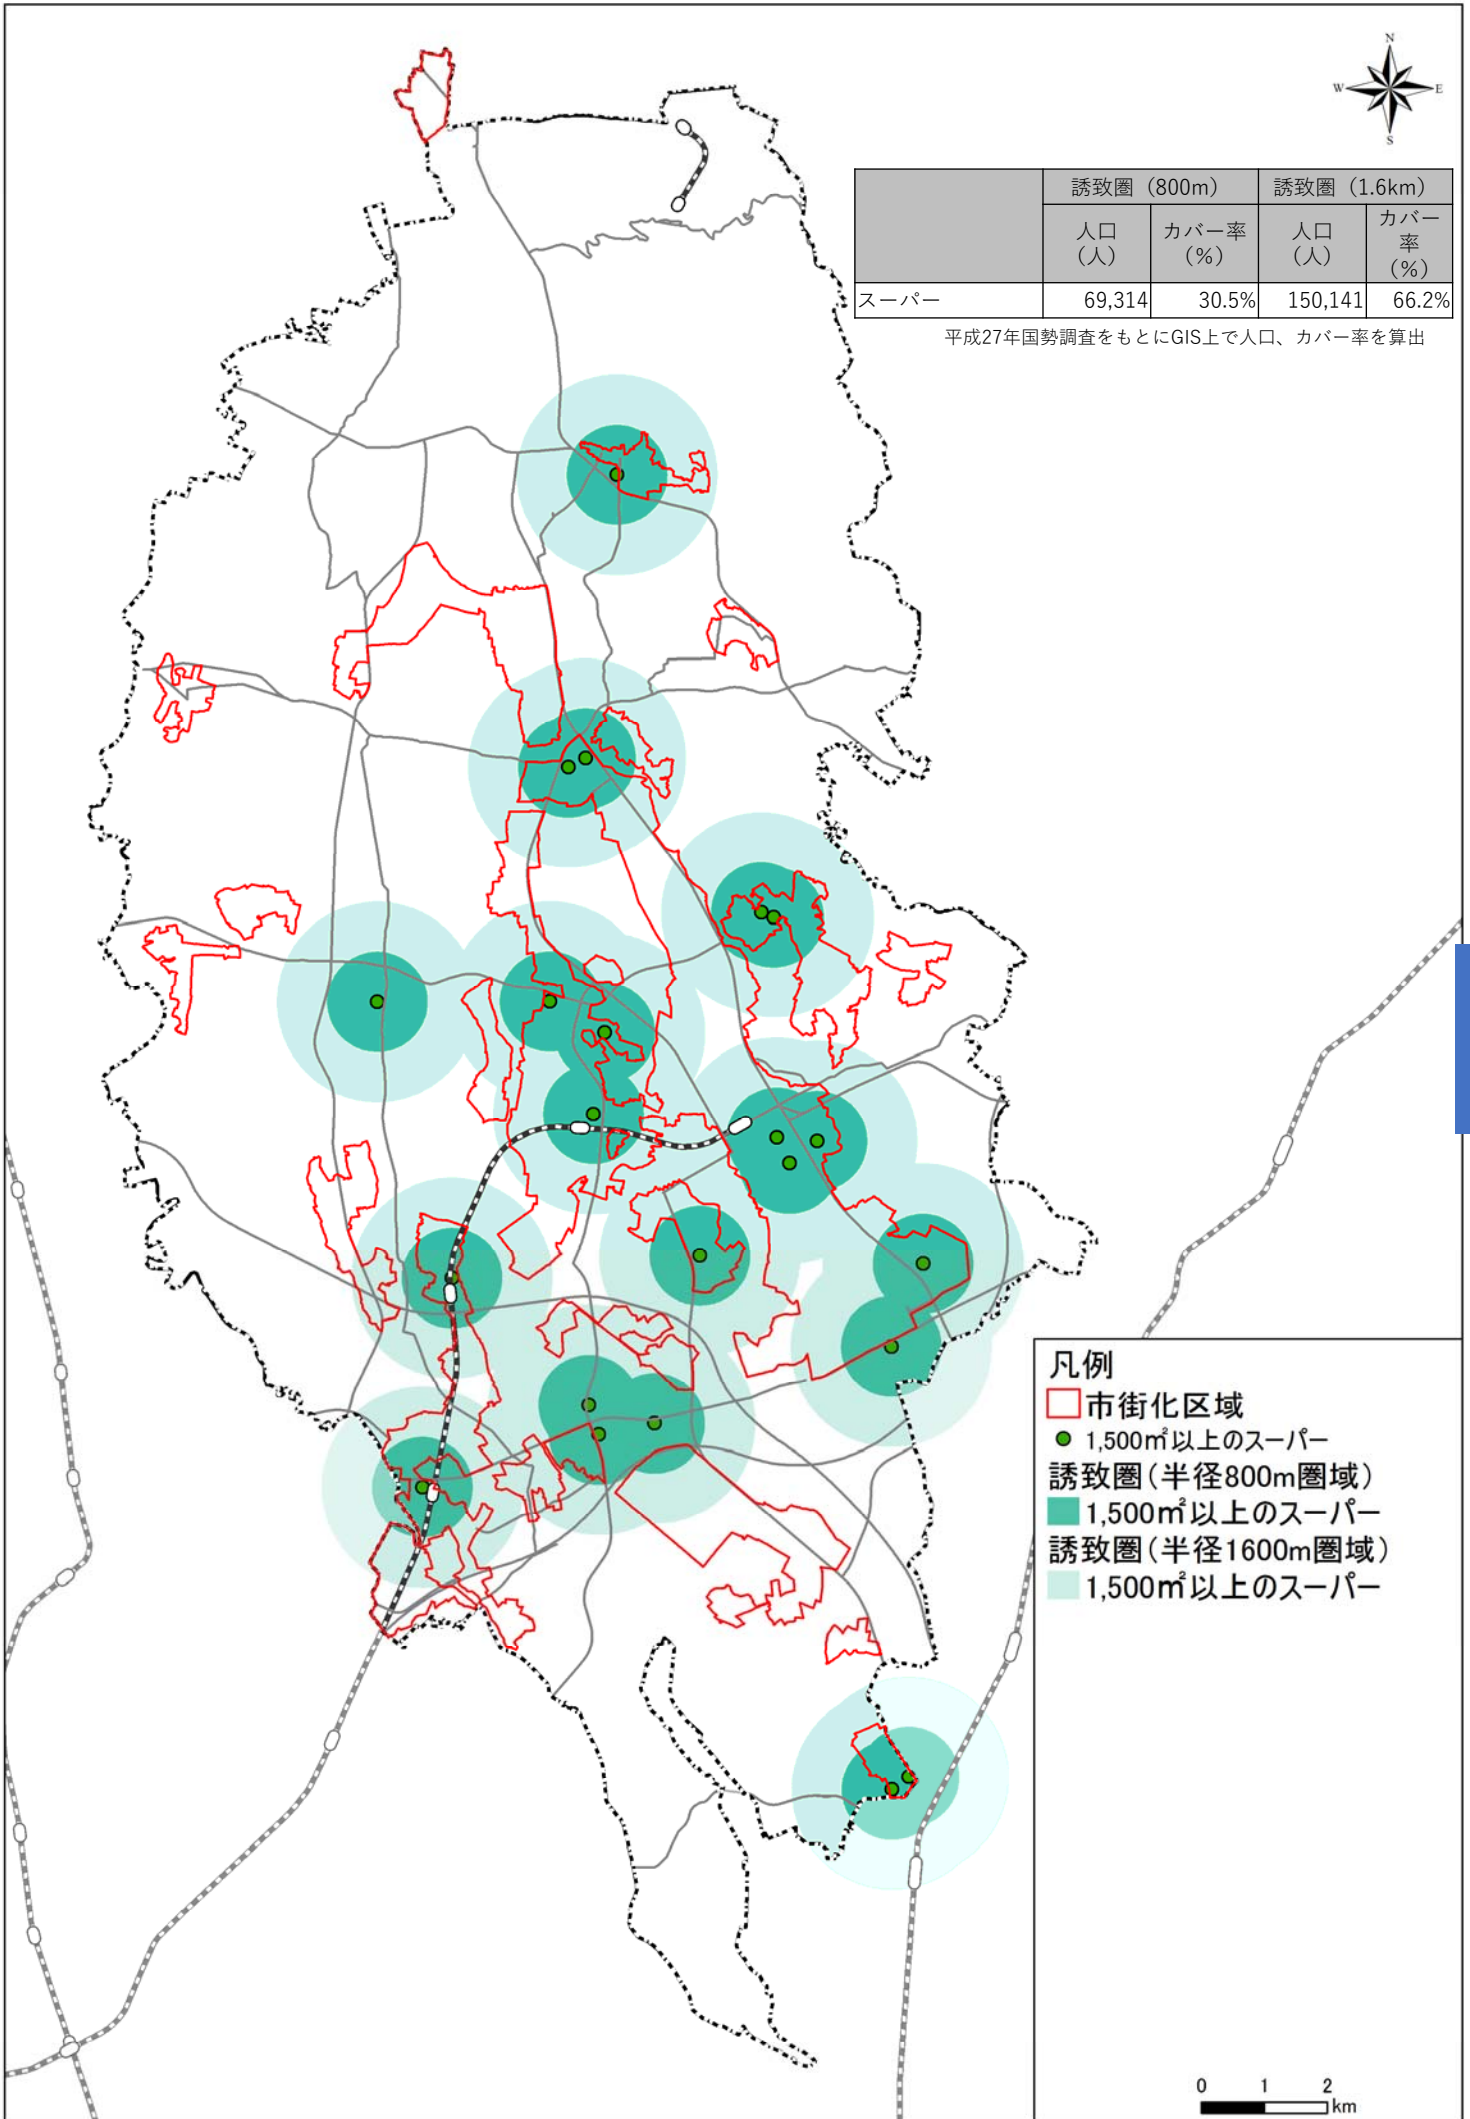 N
W E
S
誘致圏（800m） 誘致圏（1.6km）
人口（人） カバー率（%） 人口（人） カバー率（%）
スーパー 69,314 30.5% 150,141 66.2%
平成27年国勢調査をもとにGIS上で人口、カバー率を算出
凡例
市街化区域
1,500㎡以上のスーパー
誘致圏（半径800m圏域）
1,500㎡以上のスーパー
誘致圏（半径1600m圏域）
1,500㎡以上のスーパー
0 1 2
km